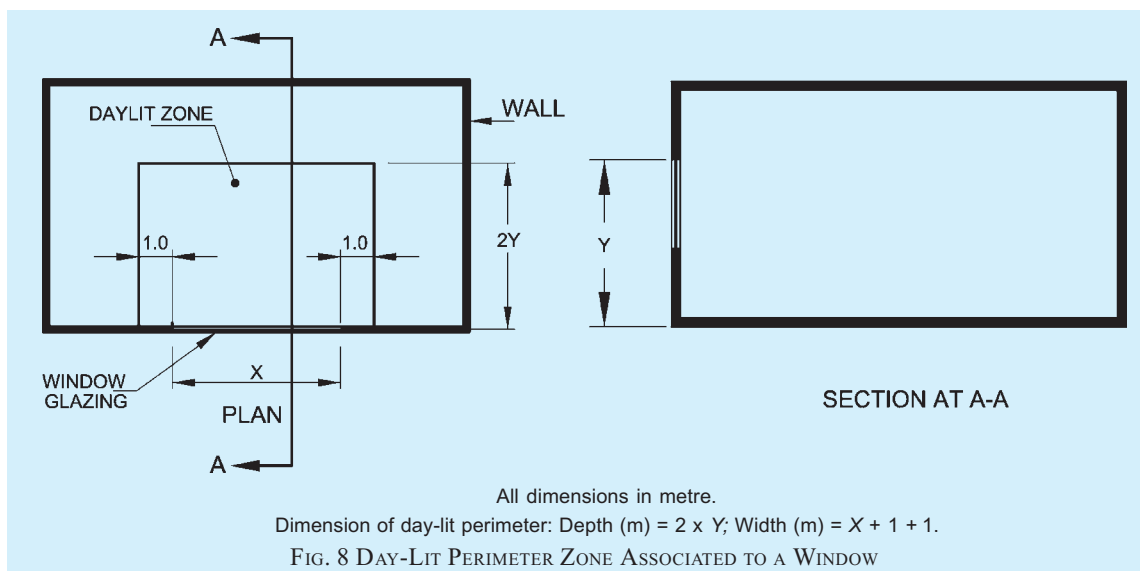 A
DAYLIT ZONE
WALL
1.0
1.0
2Y
Y
WINDOW
GLAZING
X
PLAN
A
SECTION AT A-A
All dimensions in metre.
Dimension of day-lit perimeter: Depth (m) = 2 x Y; Width (m) = X + 1 + 1.
FIG. 8 DAY-LIT PERIMETER ZONE ASSOCIATED TO A WINDOW